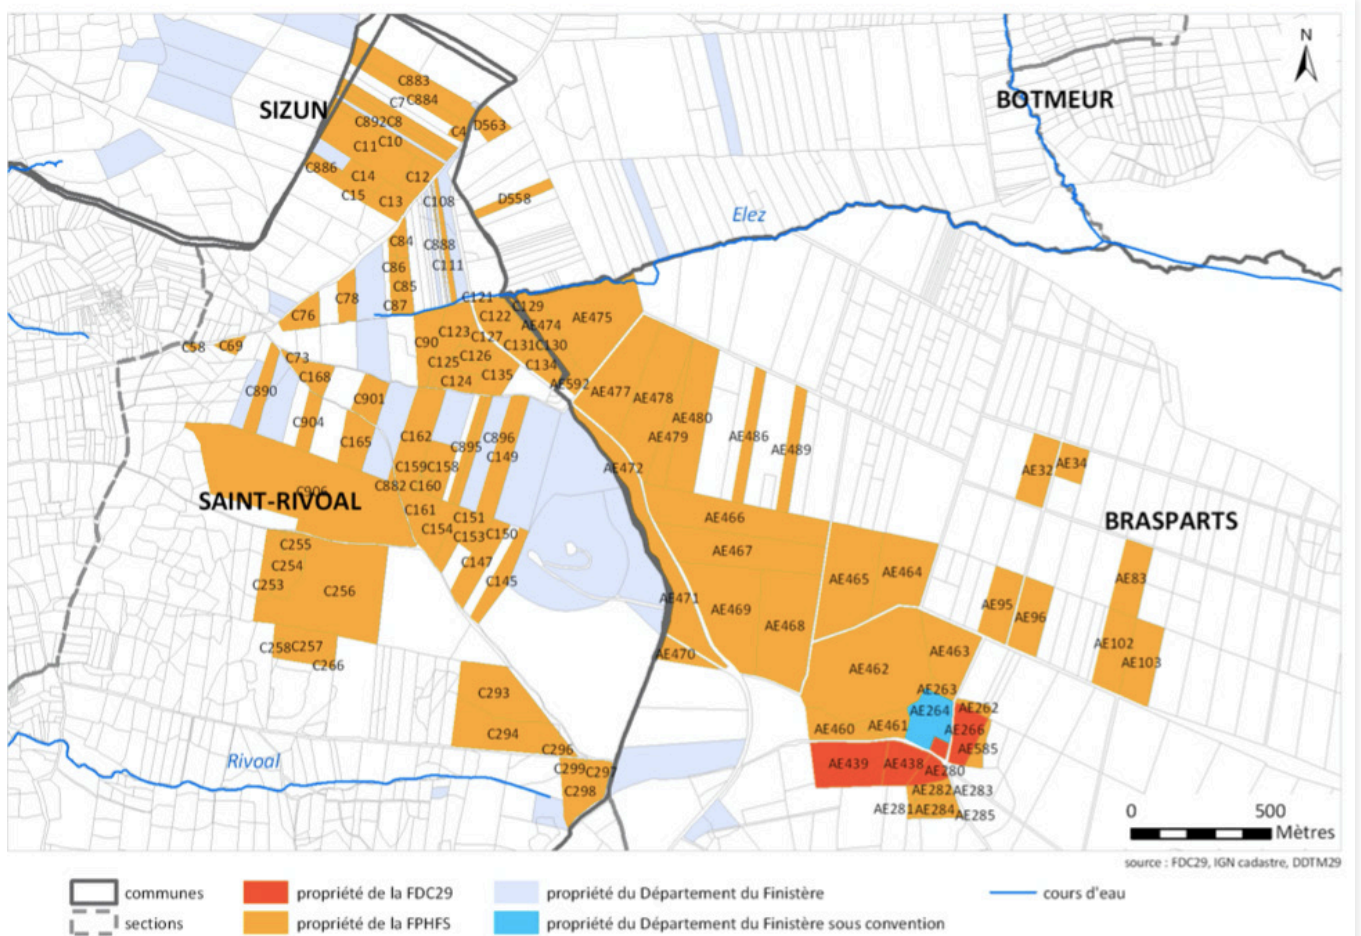 N
SIZUN
BOTMEUR
C883
C7
C884
C892
C8
C4
D563
C11
C10
C886
C14
C12
C15
C13
C108
D558
Elez
C84
C888
C86
C111
C85
C78
C87
C76
C121
C129
C122
AE474
AE475
C123
C127
C58
C69
C90
C131
C130
C126
C73
C125
C134
C168
C124
C135
AE592
C890
C901
AE477
AE478
C904
AE480
C165
C162
C895
C896
AE479
AE486
AE489
C149
C159
C158
AE472
AE32
AE34
C882
C160
C906
SAINT-RIVOAL
C161
C151
AE466
BRASPARTS
C154
C153
C150
C255
AE467
C254
C147
AE465
AE464
C253
C256
C145
AE83
AE471
AE469
AE95
AE96
AE468
C258
C257
AE102
C266
AE470
AE463
AE103
AE462
C293
AE263
AE264
AE262
C294
AE460
AE461
AE266
C296
AE585
Rivoal
C299
C297
AE439
AE438
AE280
C298
AE282
AE283
AE281
AE284
AE285
0 500
Mètres
source : FDC29, IGN cadastre, DDTM29
communes propriété de la FDC29 propriété du Département du Finistère cours d'eau
sections propriété de la FPHFS propriété du Département du Finistère sous convention